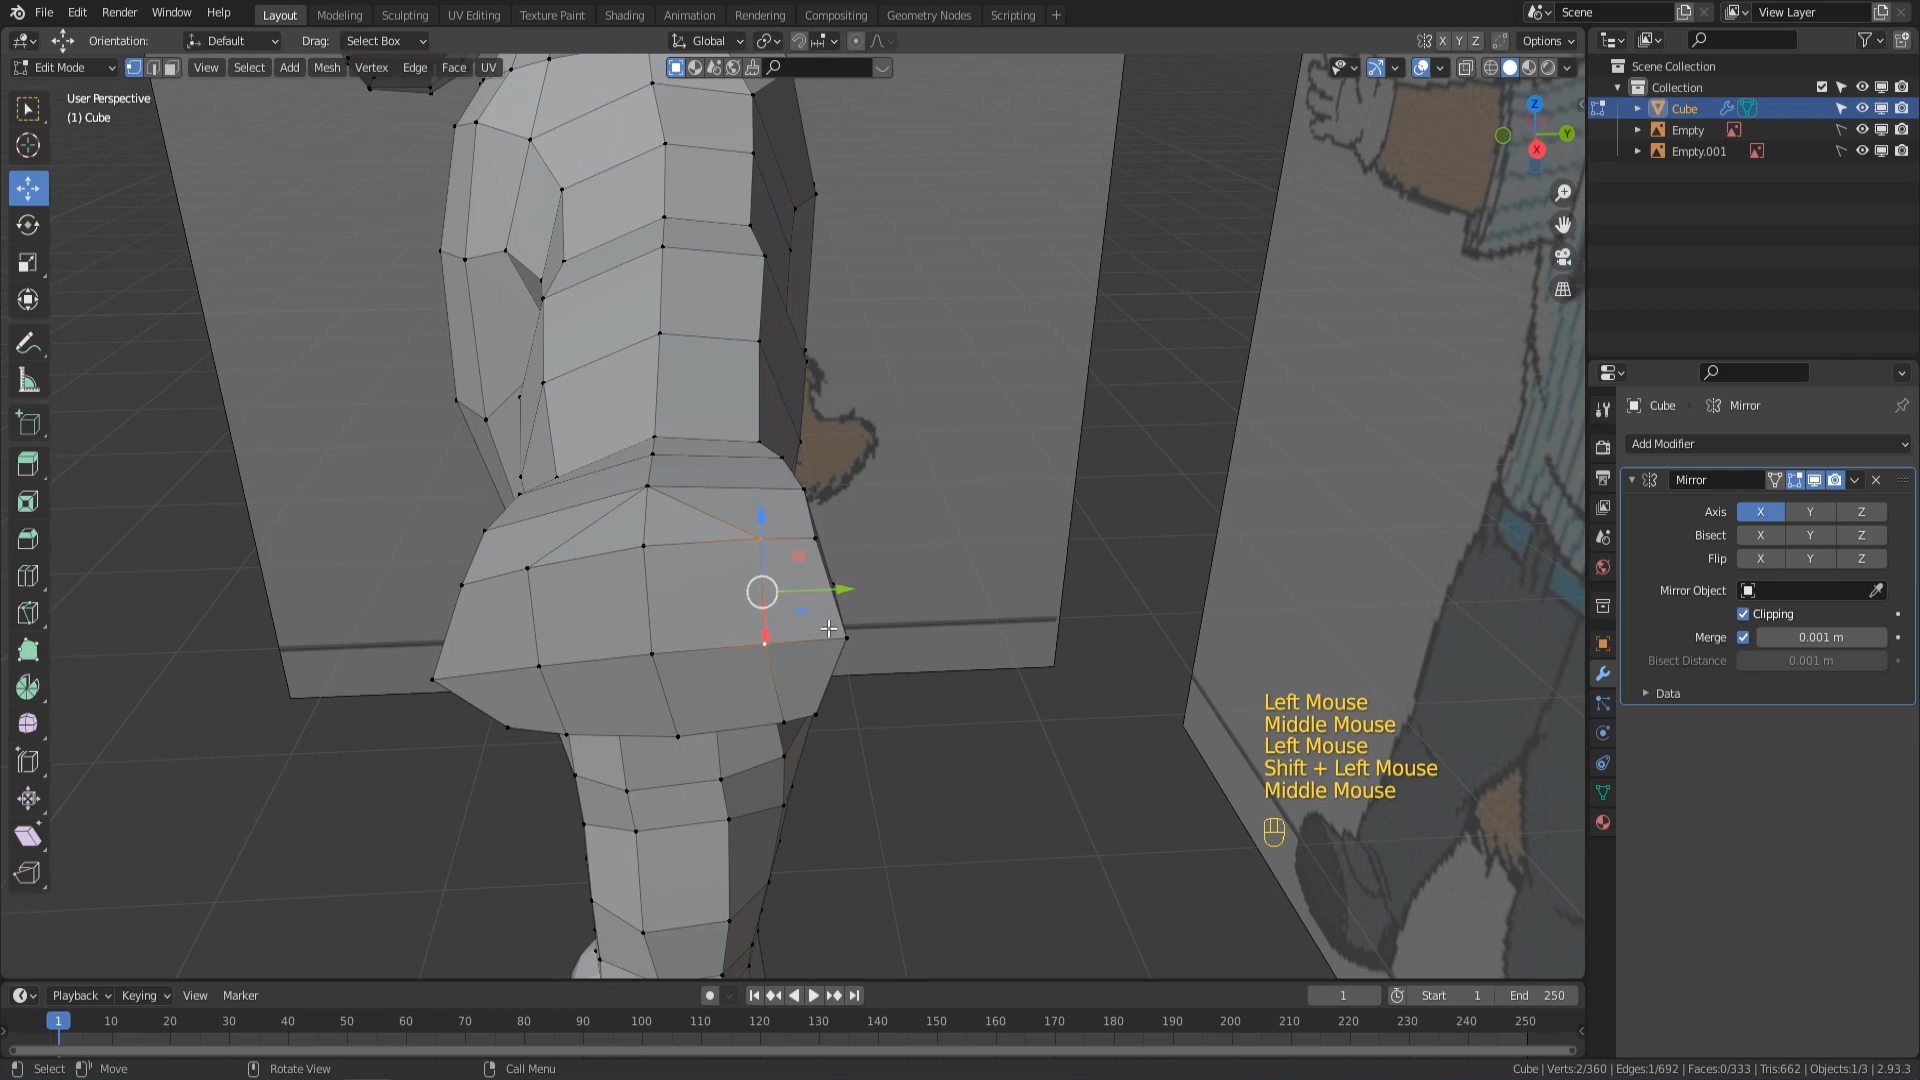 File Edit Render Window Help Layout Modeling Sculpting UV Editing Texture Paint Shading Animation Rendering Compositing Geometry Nodes Scripting + Scene View Layer
Orientation: Default Drag: Select Box Global X Y Z Options
Edit Mode View Select Add Mesh Vertex Edge Face UV
User Perspective
(1) Cube
Z
Y
X
Scene Collection
Collection
Cube
Empty
Empty.001
Cube Mirror
Add Modifier
Mirror
Axis X Y Z
Bisect X Y Z
Flip X Y Z
Mirror Object
Clipping
Merge 0.001 m
Bisect Distance 0.001 m
Data
Left Mouse
Middle Mouse
Left Mouse
Shift + Left Mouse
Middle Mouse
Playback Keying View Marker 1 Start 1 End 250
1 10 20 30 40 50 60 70 80 90 100 110 120 130 140 150 160 170 180 190 200 210 220 230 240 250
Select Move Rotate View Call Menu Cube | Verts:2/360 | Edges:1/692 | Faces:0/333 | Tris:662 | Objects:1/3 | 2.93.3